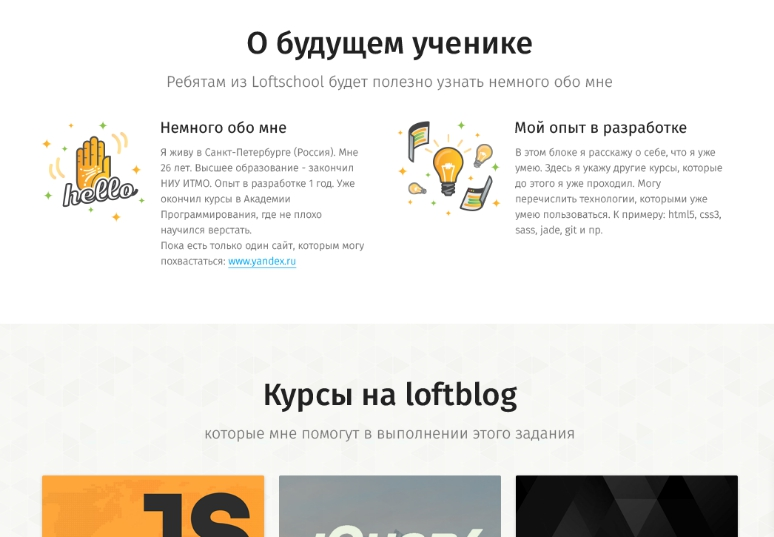 О будущем ученике
Ребятам из Loftschool будет полезно узнать немного обо мне
hello
Немного обо мне
Я живу в Санкт-Петербурге (Россия). Мне
26 лет. Высшее образование - закончил
НИУ ИТМО. Опыт в разработке 1 год. Уже
окончил курсы в Академии
Программирования, где не плохо
научился верстать.
Пока есть только один сайт, которым могу
похвастаться: www.yandex.ru
Мой опыт в разработке
В этом блоке я расскажу о себе, что я уже
умею. Здесь я укажу другие курсы, которые
до этого я уже проходил. Могу
перечислить технологии, которыми уже
умею пользоваться. К примеру: html5, css3,
sass, jade, git и пр.
Курсы на loftblog
которые мне помогут в выполнении этого задания
JS